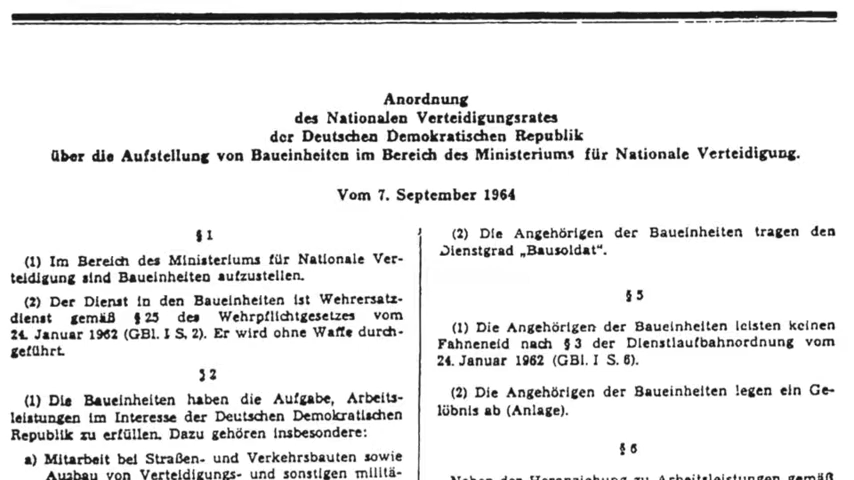 Anordnung
des Nationalen Verteidigungsrates
der Deutschen Demokratischen Republik
über die Aufstellung von Baueinheiten im Bereich des Ministeriums für Nationale Verteidigung.
Vom 7. September 1964
§ 1
(1) Im Bereich des Ministeriums für Nationale Ver-
teidigung sind Baueinheiten aufzustellen.
(2) Der Dienst in den Baueinheiten ist Wehrersatz-
dienst gemäß § 25 des Wehrpflichtgesetzes vom
24. Januar 1962 (GBl. I S. 2). Er wird ohne Waffe durch-
geführt.
§ 2
(1) Die Baueinheiten haben die Aufgabe, Arbeits-
leistungen im Interesse der Deutschen Demokratischen
Republik zu erfüllen. Dazu gehören insbesondere:
a) Mitarbeit bei Straßen- und Verkehrsbauten sowie
Ausbau von Verteidigungs- und sonstigen militä-
(2) Die Angehörigen der Baueinheiten tragen den
Dienstgrad „Bausoldat“.
§ 5
(1) Die Angehörigen der Baueinheiten leisten keinen
Fahneneid nach § 3 der Dienstlaufbahnordnung vom
24. Januar 1962 (GBl. I S. 6).
(2) Die Angehörigen der Baueinheiten legen ein Ge-
löbnis ab (Anlage).
§ 6
Neben der Heranziehung zu Arbeitsleistungen gemäß